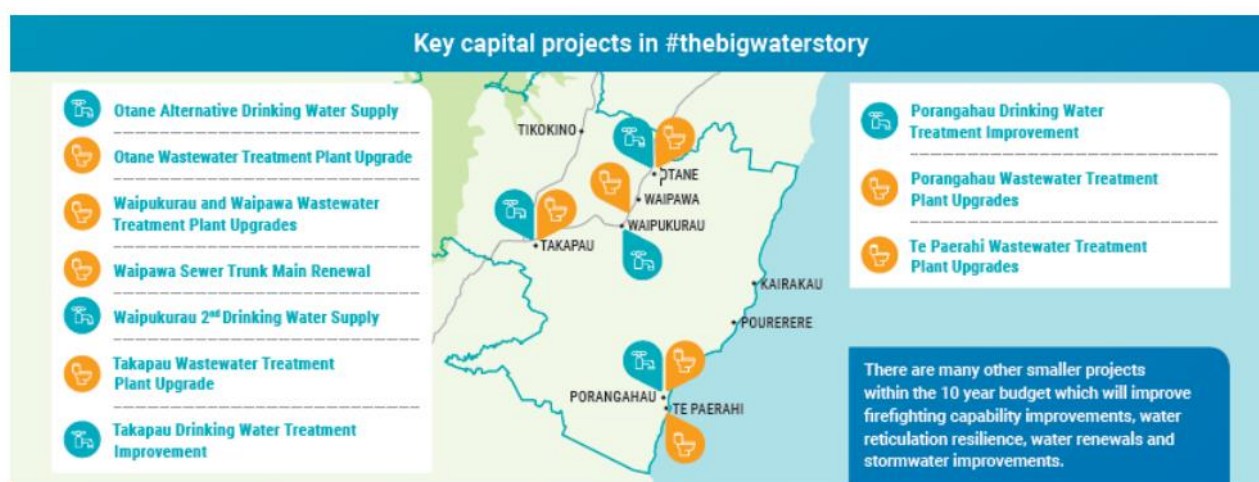 Key capital projects in #thebigwaterstory
Otane Alternative Drinking Water Supply
Otane Wastewater Treatment Plant Upgrade
Waipukurau and Waipawa Wastewater
Treatment Plant Upgrades
Waipawa Sewer Trunk Main Renewal
Waipukurau 2nd Drinking Water Supply
Takapau Wastewater Treatment
Plant Upgrade
Takapau Drinking Water Treatment
Improvement
TIKOKINO
OTANE
WAIPAWA
WAIPUKURAU
TAKAPAU
KAIRAKAU
POURERERE
PORANGAHAU
TE PAERAHI
Porangahau Drinking Water
Treatment Improvement
Porangahau Wastewater Treatment
Plant Upgrades
Te Paerahi Wastewater Treatment
Plant Upgrades
There are many other smaller projects
within the 10 year budget which will improve
firefighting capability improvements, water
reticulation resilience, water renewals and
stormwater improvements.